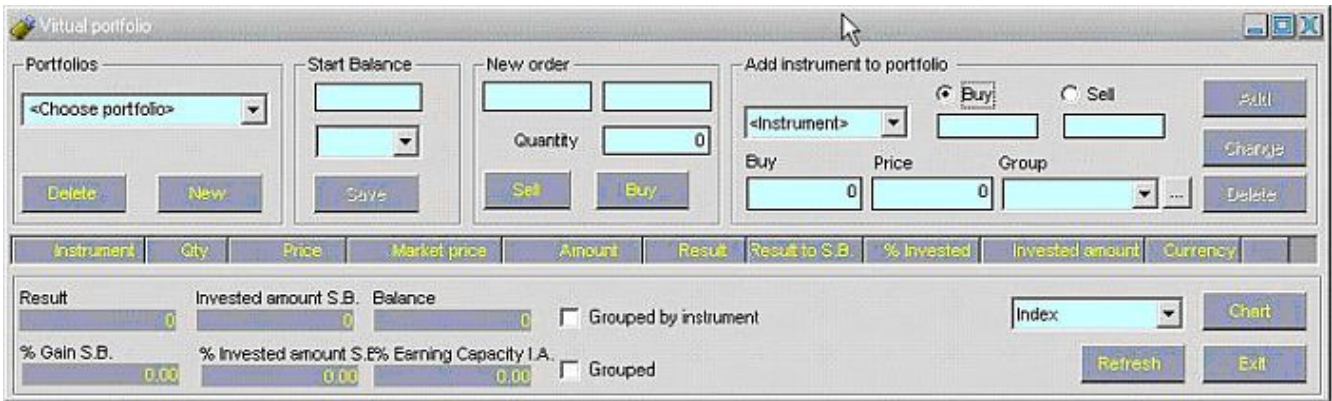 Virtual portfolio
Portfolios
<Choose portfolio>
Delete New
Start Balance
Save
New order
Quantity 0
Sell Buy
Add instrument to portfolio
Buy Sell
<Instrument>
Buy Price Group
0 0 ...
Add
Change
Delete
Instrument Qty Price Market price Amount Result Result to S.B. % Invested Invested amount Currency
Result Invested amount S.B. Balance
0 0 0
Grouped by instrument
Index Chart
% Gain S.B. % Invested amount S.E% Earning Capacity I.A.
0.00 0.00 0.00
Grouped
Refresh Exit